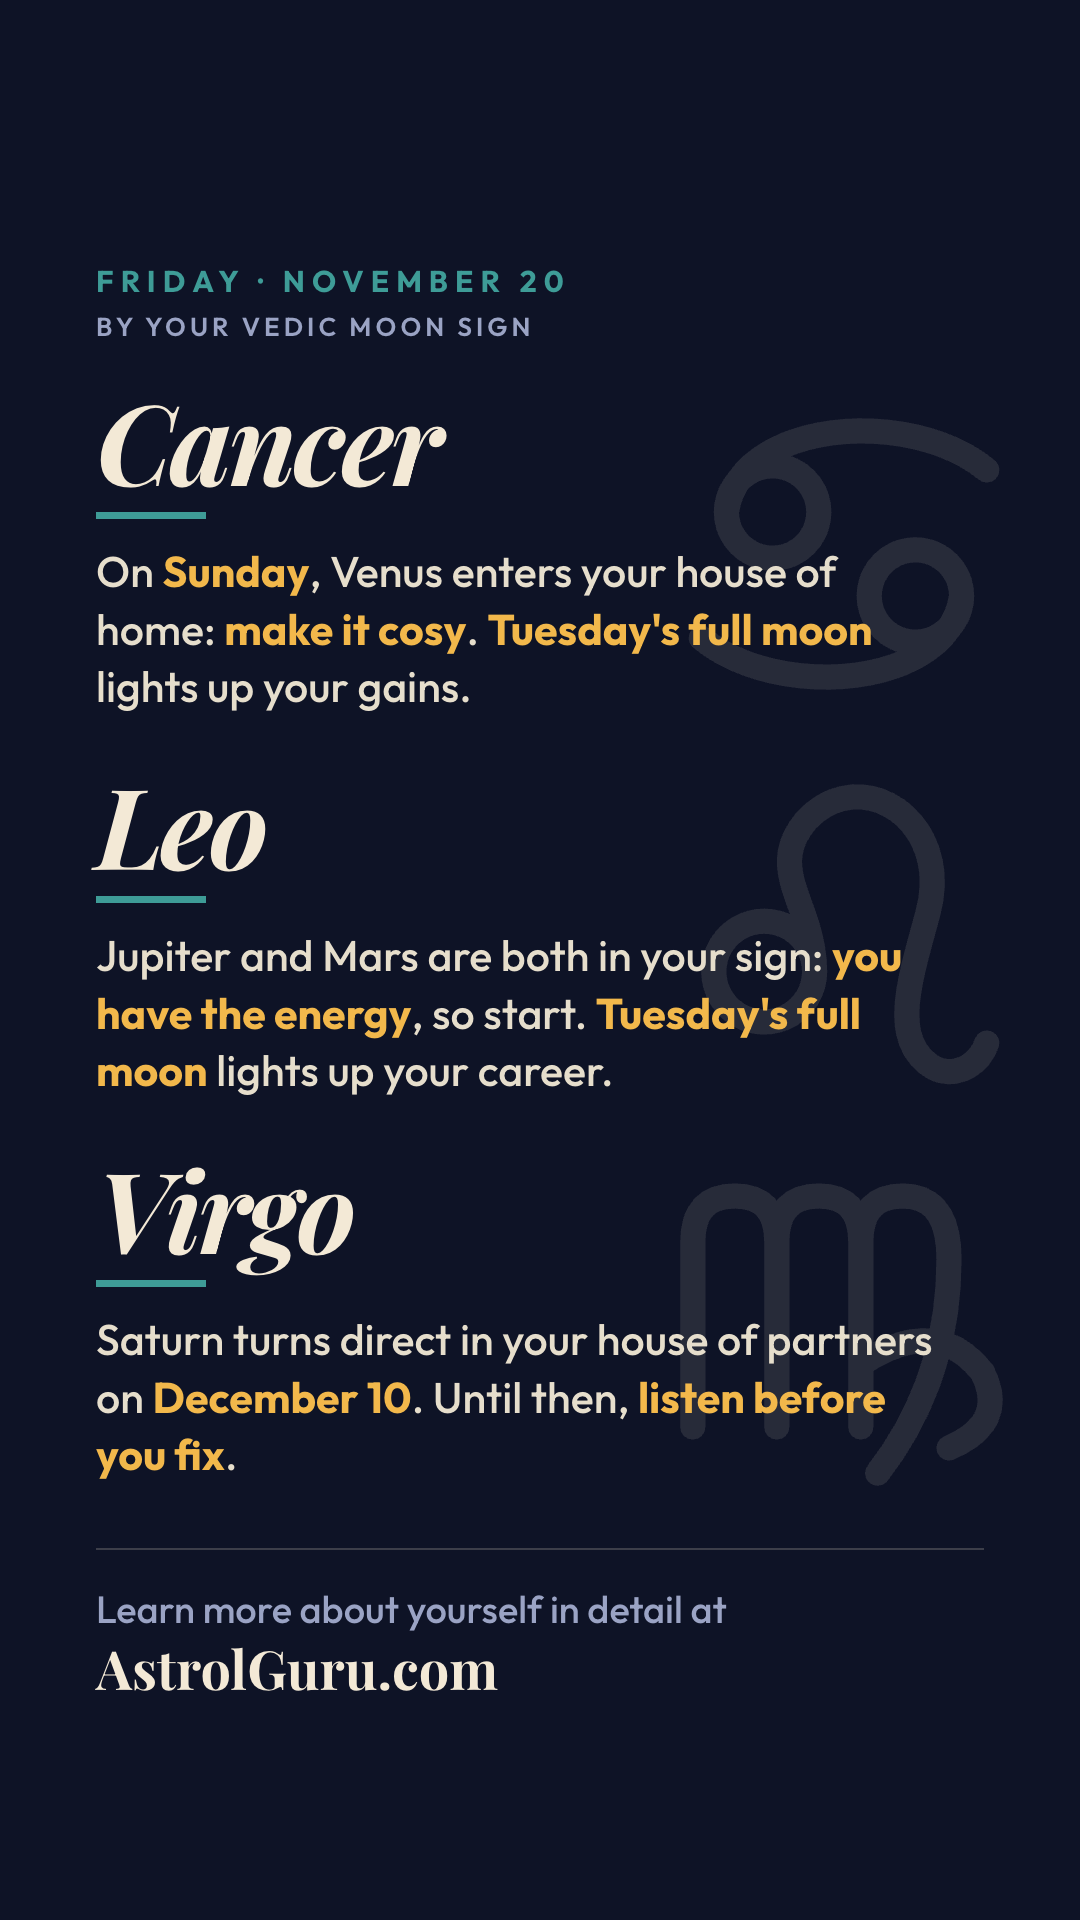 FRIDAY · NOVEMBER 20
BY YOUR VEDIC MOON SIGN
Cancer
On Sunday, Venus enters your house of
home: make it cosy. Tuesday's full moon
lights up your gains.
Leo
Jupiter and Mars are both in your sign: you
have the energy, so start. Tuesday's full
moon lights up your career.
Virgo
Saturn turns direct in your house of partners
on December 10. Until then, listen before
you fix.
Learn more about yourself in detail at
AstrolGuru.com